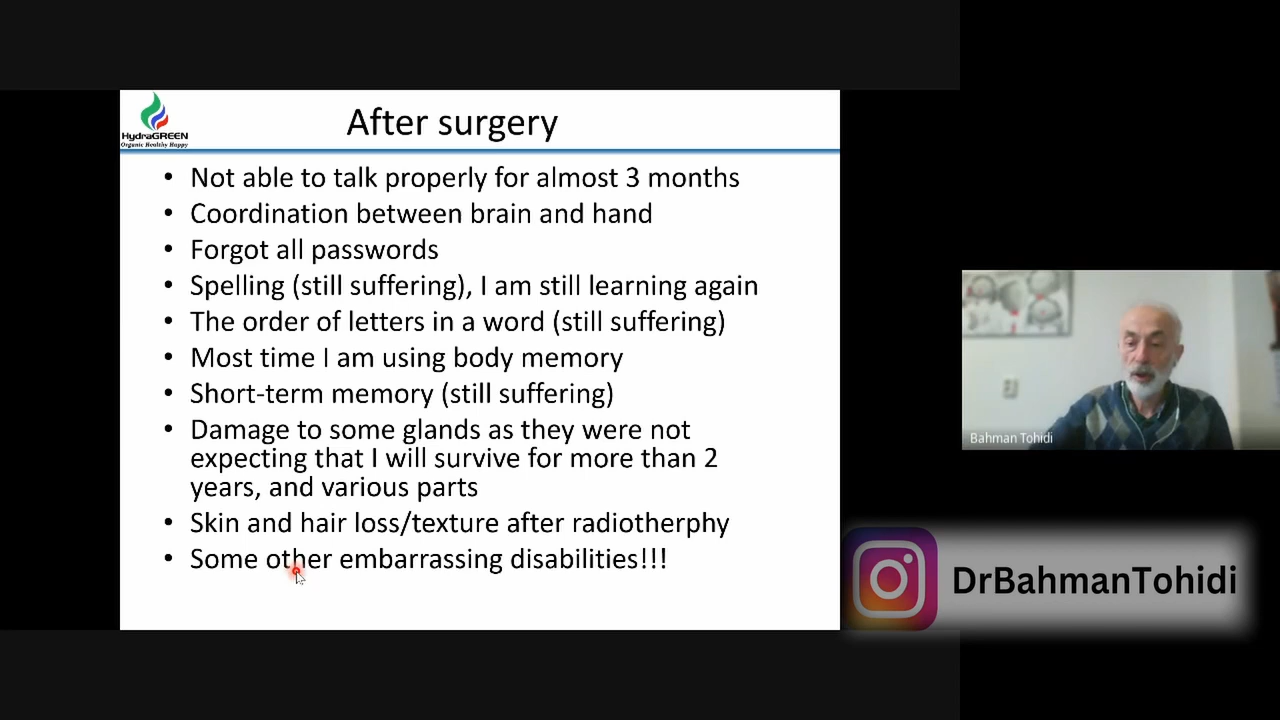 HydraGREEN
Organic Healthy Happy
After surgery
• Not able to talk properly for almost 3 months
• Coordination between brain and hand
• Forgot all passwords
• Spelling (still suffering), I am still learning again
• The order of letters in a word (still suffering)
• Most time I am using body memory
• Short-term memory (still suffering)
• Damage to some glands as they were not
expecting that I will survive for more than 2
years, and various parts
• Skin and hair loss/texture after radiotherphy
• Some other embarrassing disabilities!!!
Bahman Tohidi
DrBahmanTohidi